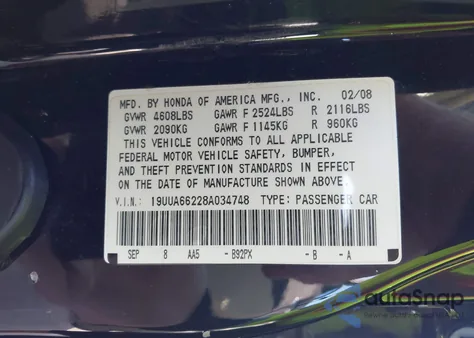 MFD. BY HONDA OF AMERICA MFG., INC. 02/08
GVWR 4608LBS GAWR F 2524LBS R 2116LBS
GVWR 2090KG GAWR F 1145KG R 960KG
THIS VEHICLE CONFORMS TO ALL APPLICABLE
FEDERAL MOTOR VEHICLE SAFETY, BUMPER,
AND THEFT PREVENTION STANDARDS IN EFFECT
ON THE DATE OF MANUFACTURE SHOWN ABOVE.
V.I.N.: 19UUA66228A034748 TYPE: PASSENGER CAR
SEP 8 AA5 -B92PX -B -A
autoSnap